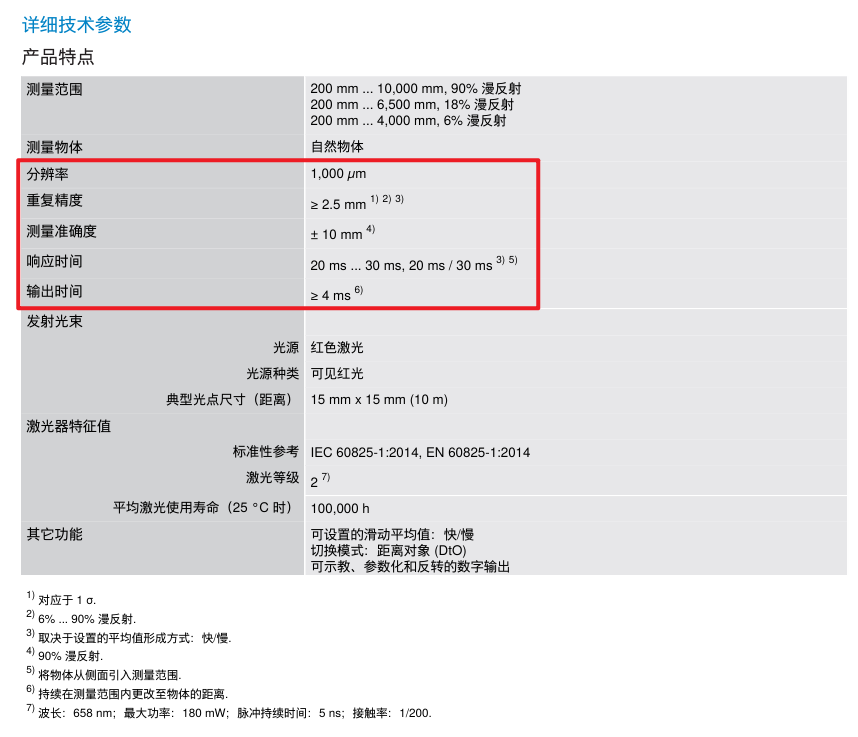 详细技术参数
产品特点
测量范围 200 mm ... 10,000 mm, 90% 漫反射
200 mm ... 6,500 mm, 18% 漫反射
200 mm ... 4,000 mm, 6% 漫反射
测量物体 自然物体
分辨率 1,000 µm
重复精度 ≥ 2.5 mm 1) 2) 3)
测量准确度 ± 10 mm 4)
响应时间 20 ms ... 30 ms, 20 ms / 30 ms 3) 5)
输出时间 ≥ 4 ms 6)
发射光束
光源 红色激光
光源种类 可见红光
典型光点尺寸（距离） 15 mm x 15 mm (10 m)
激光器特征值
标准性参考 IEC 60825-1:2014, EN 60825-1:2014
激光等级 2 7)
平均激光使用寿命（25 °C 时） 100,000 h
其它功能 可设置的滑动平均值：快/慢
切换模式：距离对象 (DtO)
可示教、参数化和反转的数字输出
1) 对应于 1 σ.
2) 6% ... 90% 漫反射.
3) 取决于设置的平均值形成方式：快/慢.
4) 90% 漫反射.
5) 将物体从侧面引入测量范围.
6) 持续在测量范围内更改至物体的距离.
7) 波长：658 nm；最大功率：180 mW；脉冲持续时间：5 ns；接触率：1/200.